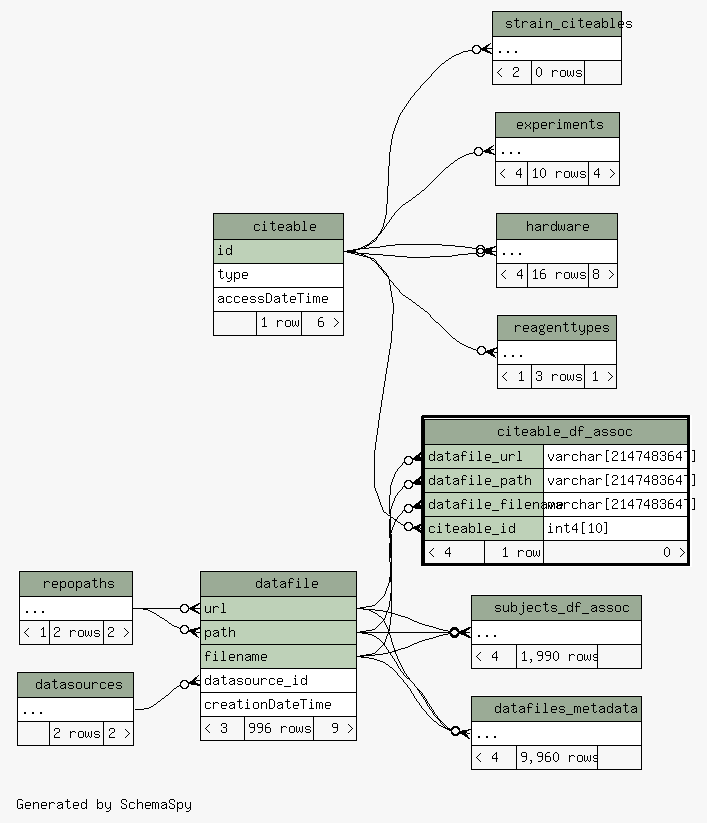 strain_citeables
...
< 2 0 rows
experiments
...
< 4 10 rows 4 >
citeable
id
type
accessDateTime
1 row 6 >
hardware
...
< 4 16 rows 8 >
reagenttypes
...
< 1 3 rows 1 >
citeable_df_assoc
datafile_url varchar[2147483647]
datafile_path varchar[2147483647]
datafile_filename varchar[2147483647]
citeable_id int4[10]
< 4 1 row 0 >
repopaths
...
< 1 2 rows 2 >
datasources
...
2 rows 2 >
datafile
url
path
filename
datasource_id
creationDateTime
< 3 996 rows 9 >
subjects_df_assoc
...
< 4 1,990 rows
datafiles_metadata
...
< 4 9,960 rows
Generated by SchemaSpy